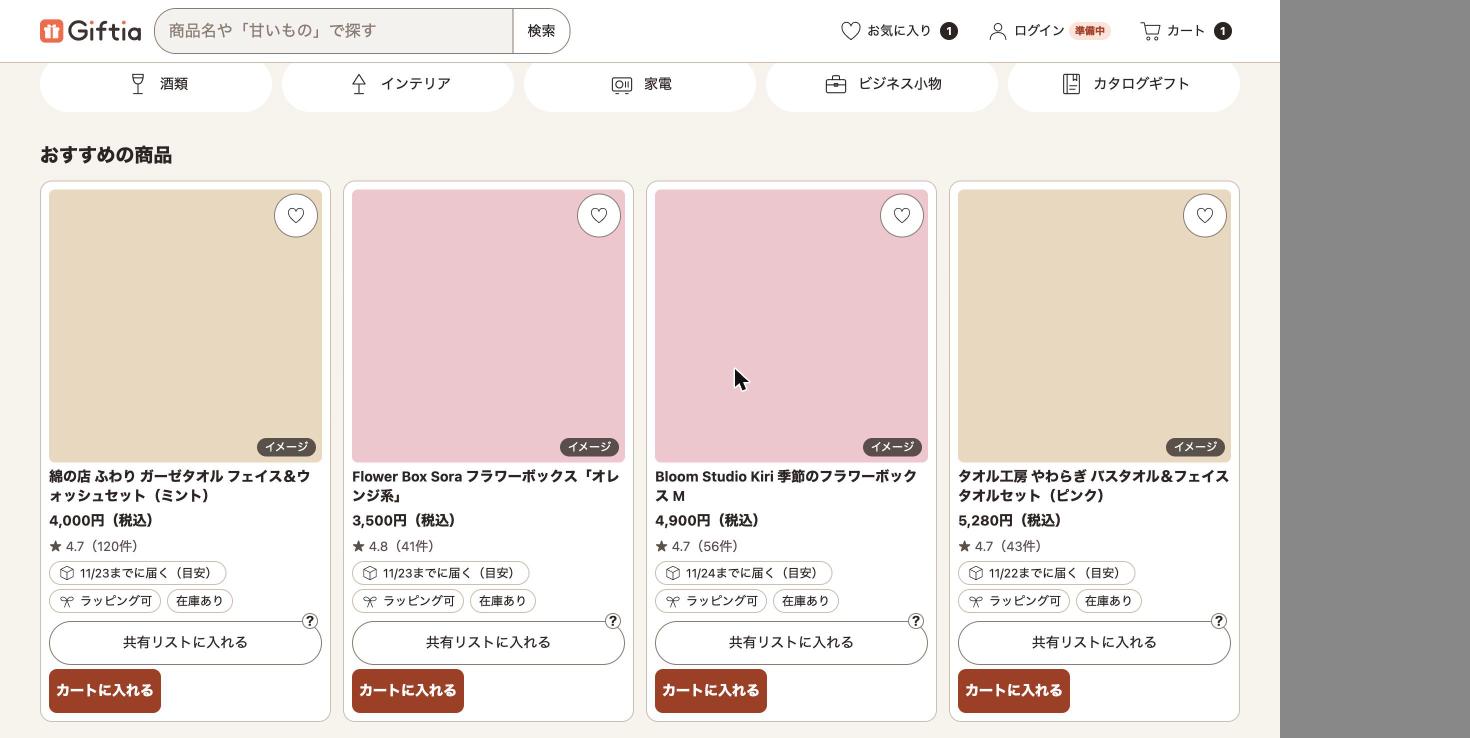 Giftia
商品名や「甘いもの」で探す
検索
お気に入り 1
ログイン 準備中
カート 1
酒類
インテリア
家電
ビジネス小物
カタログギフト
おすすめの商品
イメージ
綿の店 ふわり ガーゼタオル フェイス＆ウ
ォッシュセット（ミント）
4,000円（税込）
★ 4.7（120件）
11/23までに届く（目安）
ラッピング可
在庫あり
?
共有リストに入れる
カートに入れる
イメージ
Flower Box Sora フラワーボックス「オレ
ンジ系」
3,500円（税込）
★ 4.8（41件）
11/23までに届く（目安）
ラッピング可
在庫あり
?
共有リストに入れる
カートに入れる
イメージ
Bloom Studio Kiri 季節のフラワーボック
ス M
4,900円（税込）
★ 4.7（56件）
11/24までに届く（目安）
ラッピング可
在庫あり
?
共有リストに入れる
カートに入れる
イメージ
タオル工房 やわらぎ バスタオル＆フェイス
タオルセット（ピンク）
5,280円（税込）
★ 4.7（43件）
11/22までに届く（目安）
ラッピング可
在庫あり
?
共有リストに入れる
カートに入れる